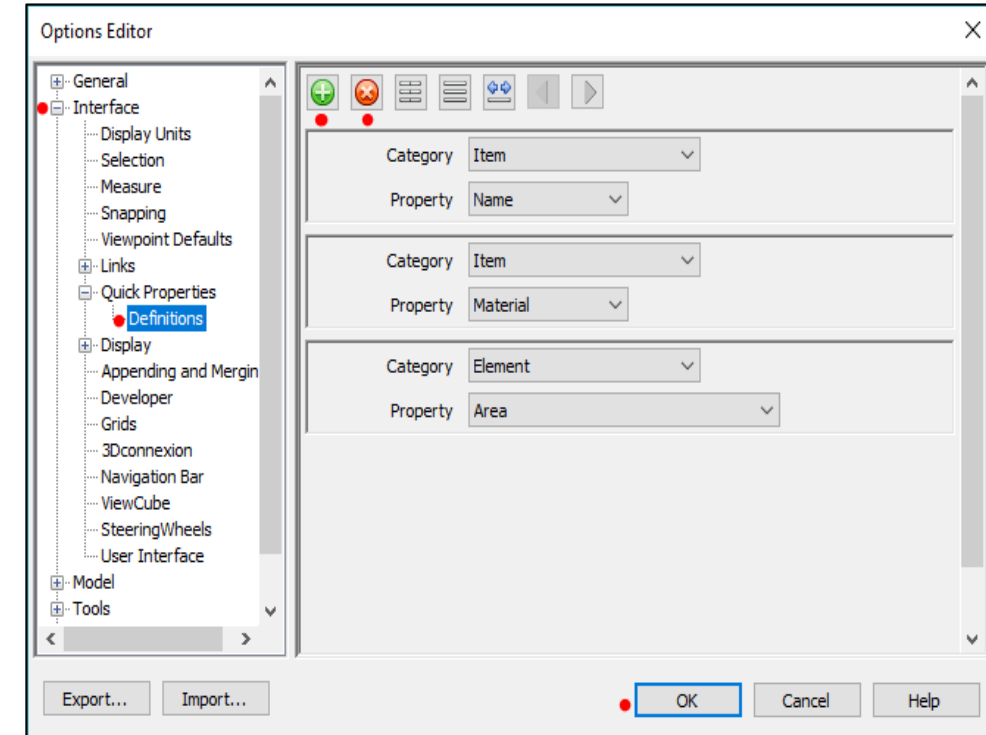 Options Editor
General
Interface
Display Units
Selection
Measure
Snapping
Viewpoint Defaults
Links
Quick Properties
Definitions
Display
Appending and Mergin
Developer
Grids
3Dconnexion
Navigation Bar
ViewCube
SteeringWheels
User Interface
Model
Tools
Category Item
Property Name
Category Item
Property Material
Category Element
Property Area
Export... Import... OK Cancel Help